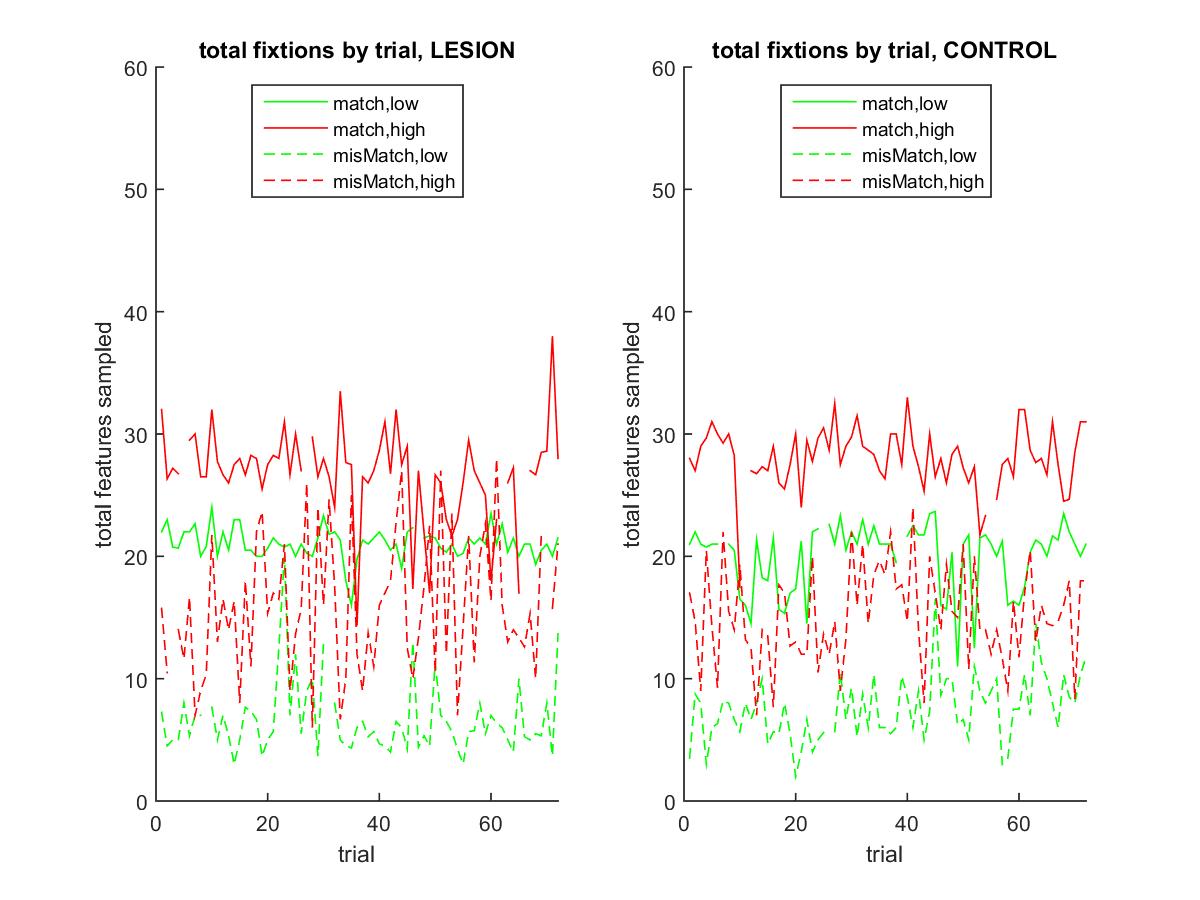 total fixtions by trial, LESION
60
50
40
30
20
10
0
total features sampled
match,low
match,high
misMatch,low
misMatch,high
0 20 40 60
trial
total fixtions by trial, CONTROL
60
50
40
30
20
10
0
total features sampled
match,low
match,high
misMatch,low
misMatch,high
0 20 40 60
trial